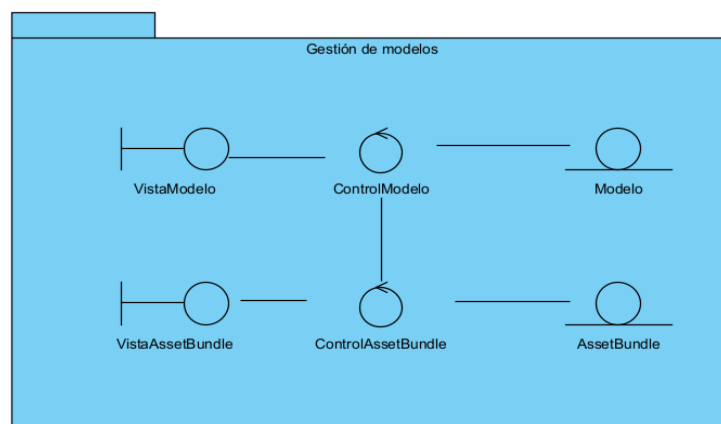 Gestión de modelos
VistaModelo
ControlModelo
Modelo
VistaAssetBundle
ControlAssetBundle
AssetBundle